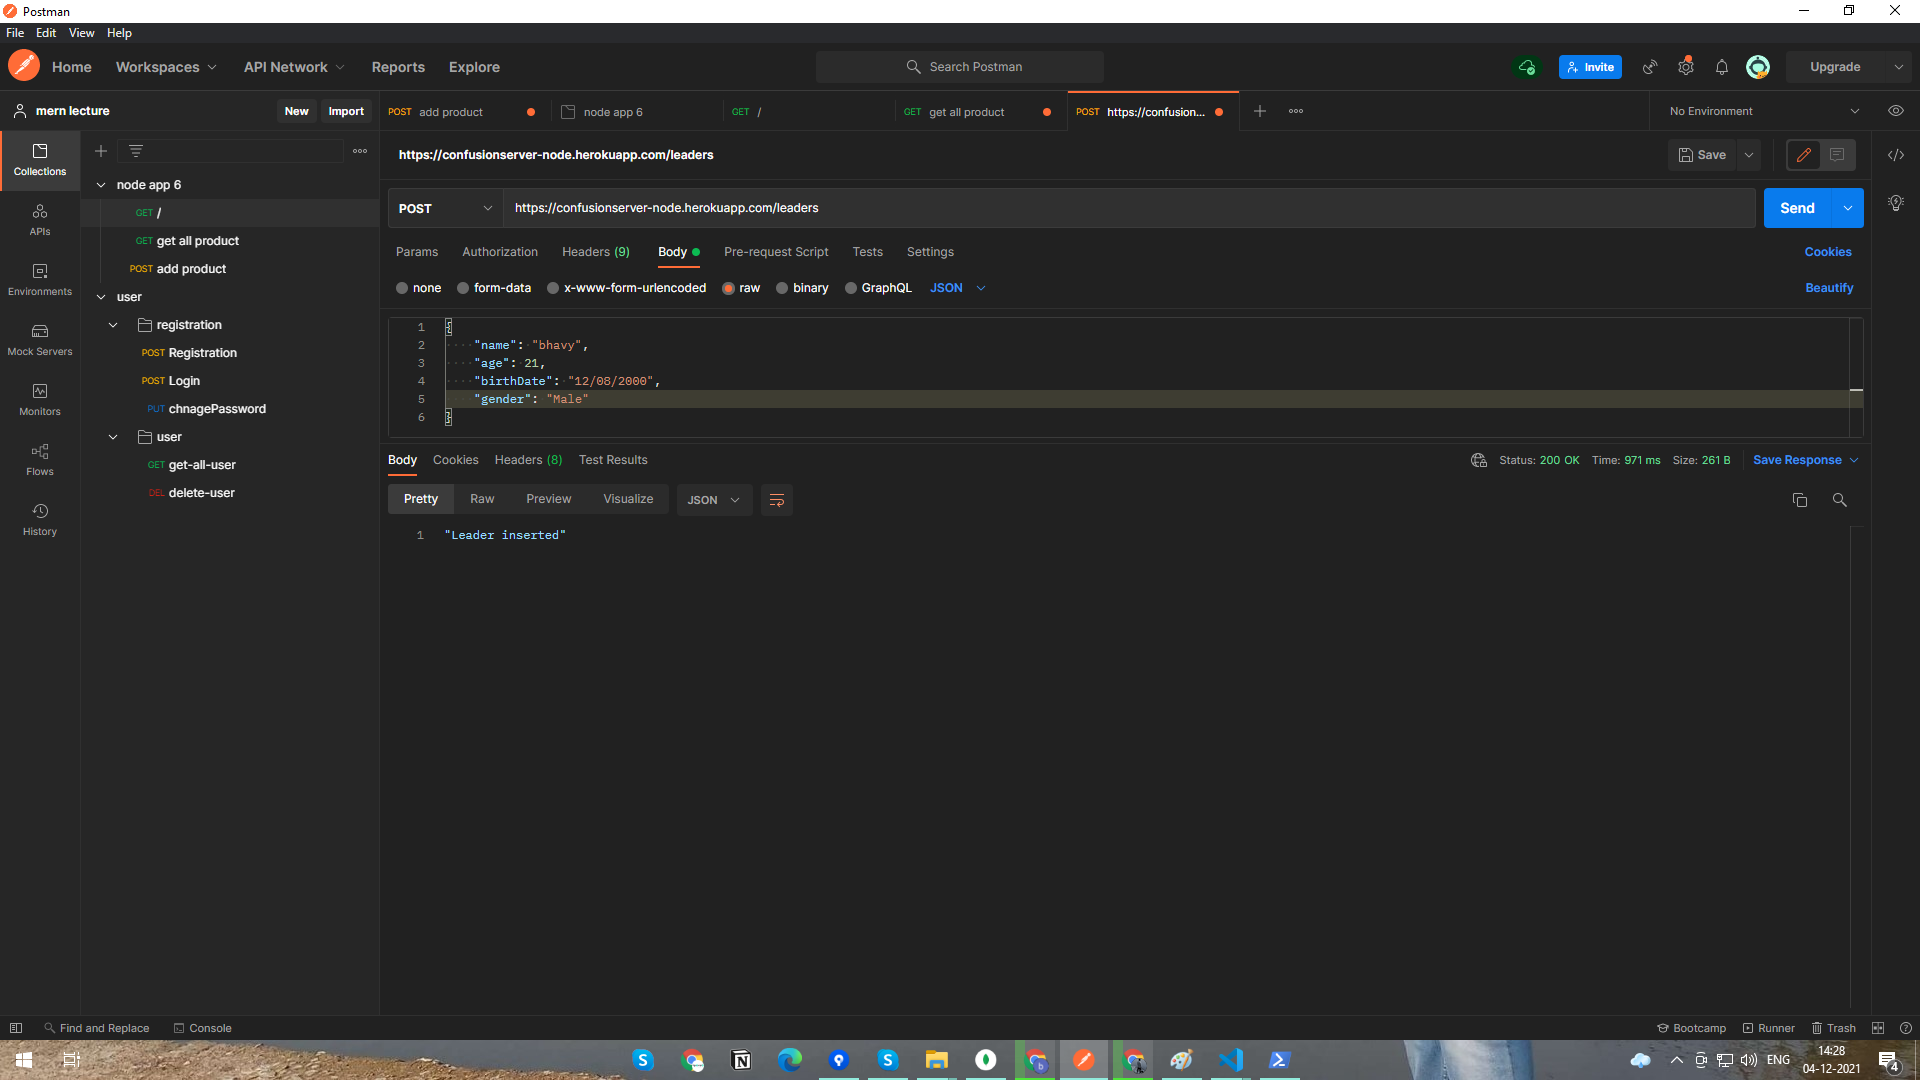 Postman
File Edit View Help
Home Workspaces API Network Reports Explore Search Postman Invite Upgrade
mern lecture New Import POST add product node app 6 GET / GET get all product POST https://confusion... No Environment
Collections
APIs
Environments
Mock Servers
Monitors
Flows
History
node app 6
GET /
GET get all product
POST add product
user
registration
POST Registration
POST Login
PUT chnagePassword
user
GET get-all-user
DEL delete-user
https://confusionserver-node.herokuapp.com/leaders Save
POST https://confusionserver-node.herokuapp.com/leaders Send
Params Authorization Headers (9) Body Pre-request Script Tests Settings Cookies
none form-data x-www-form-urlencoded raw binary GraphQL JSON Beautify
1 {
2 "name": "bhavy",
3 "age": 21,
4 "birthDate": "12/08/2000",
5 "gender": "Male"
6 }
Body Cookies Headers (8) Test Results Status: 200 OK Time: 971 ms Size: 261 B Save Response
Pretty Raw Preview Visualize JSON
1 "Leader inserted"
Find and Replace Console Bootcamp Runner Trash
ENG 14:28
04-12-2021 4